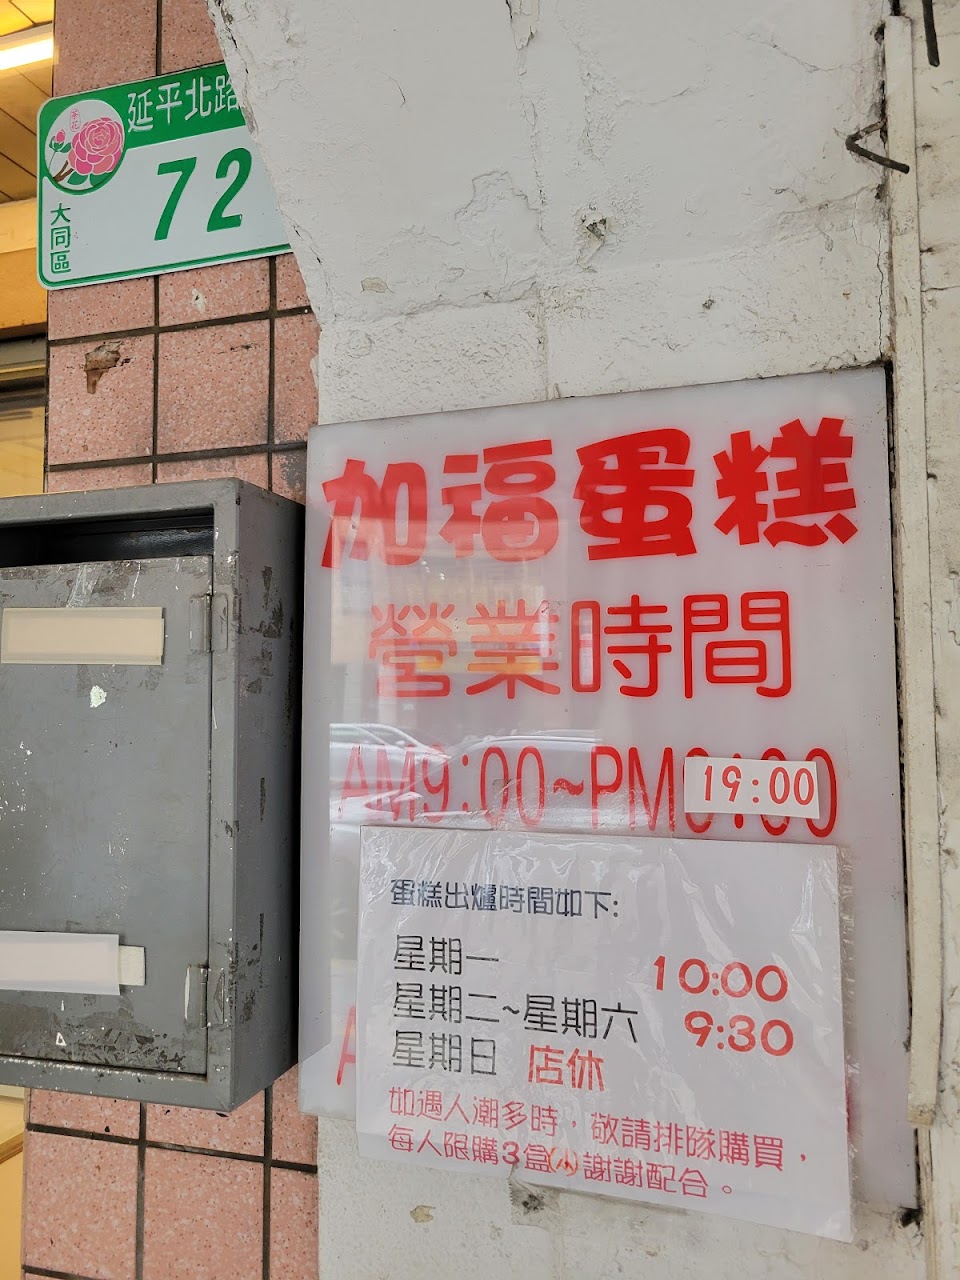 延平北路
茶花
72
大同區
加福蛋糕
營業時間
AM9:00~PM
19:00
蛋糕出爐時間如下:
星期一 10:00
星期二~星期六 9:30
星期日 店休
如遇人潮多時，敬請排隊購買，
每人限購3盒(小)謝謝配合。